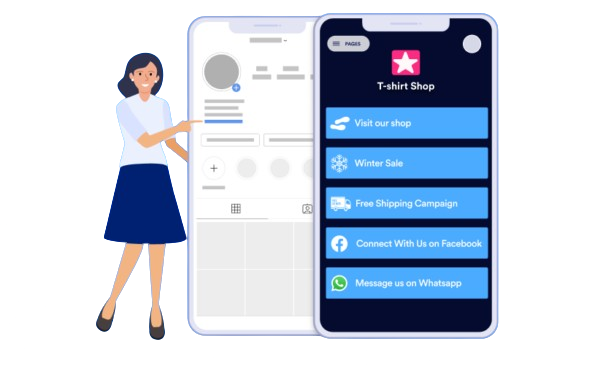 PAGES
T-shirt Shop
Visit our shop
Winter Sale
Free Shipping Campaign
Connect With Us on Facebook
Message us on Whatsapp